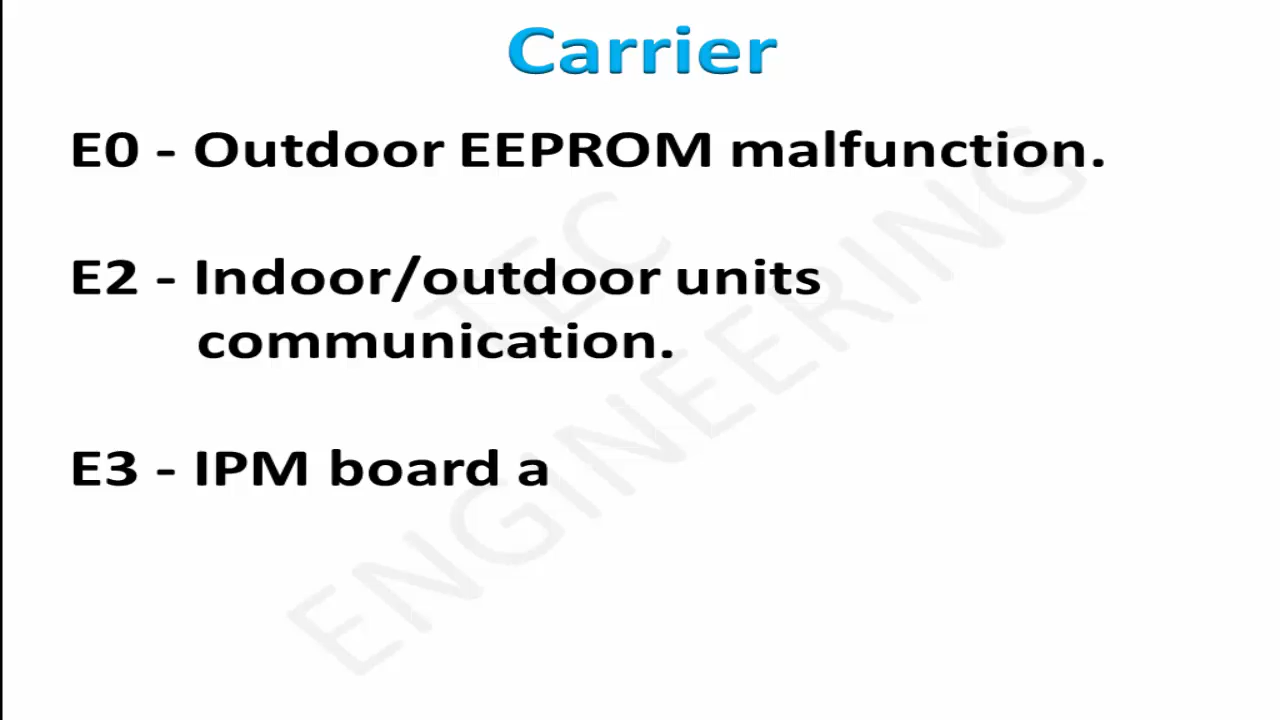 Carrier
E0 - Outdoor EEPROM malfunction.
E2 - Indoor/outdoor units
communication.
E3 - IPM board a
TEC
ENGINEERING